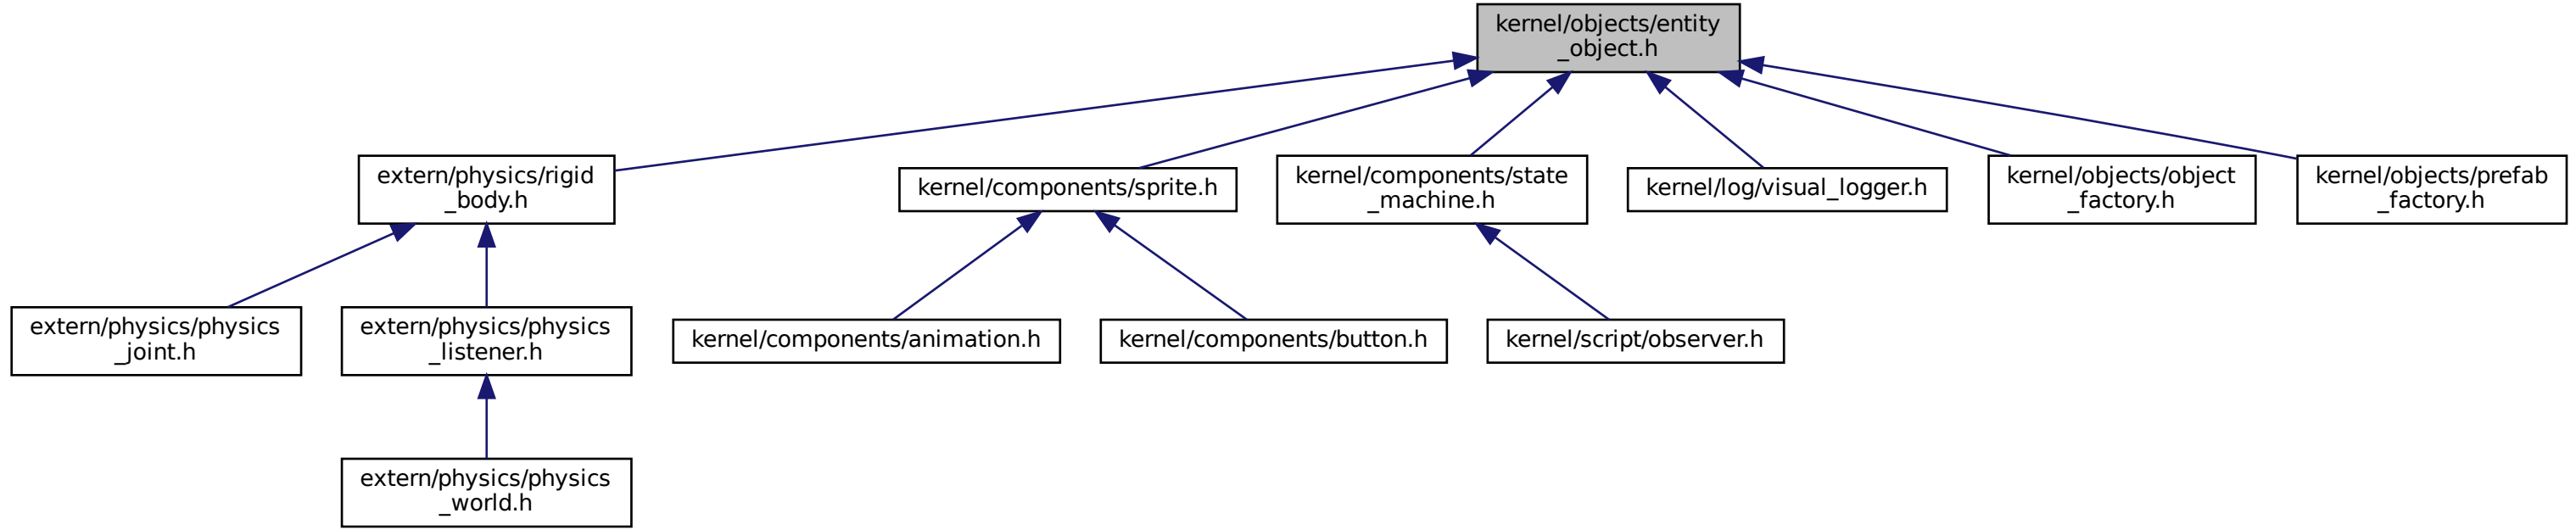 kernel/objects/entity
_object.h
extern/physics/rigid
_body.h
kernel/components/sprite.h
kernel/components/state
_machine.h
kernel/log/visual_logger.h
kernel/objects/object
_factory.h
kernel/objects/prefab
_factory.h
extern/physics/physics
_joint.h
extern/physics/physics
_listener.h
kernel/components/animation.h
kernel/components/button.h
kernel/script/observer.h
extern/physics/physics
_world.h